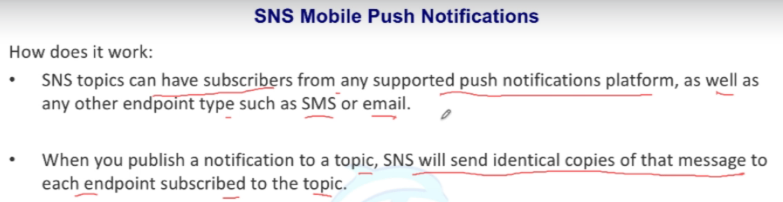 SNS Mobile Push Notifications
How does it work:
• SNS topics can have subscribers from any supported push notifications platform, as well as
any other endpoint type such as SMS or email.
• When you publish a notification to a topic, SNS will send identical copies of that message to
each endpoint subscribed to the topic.